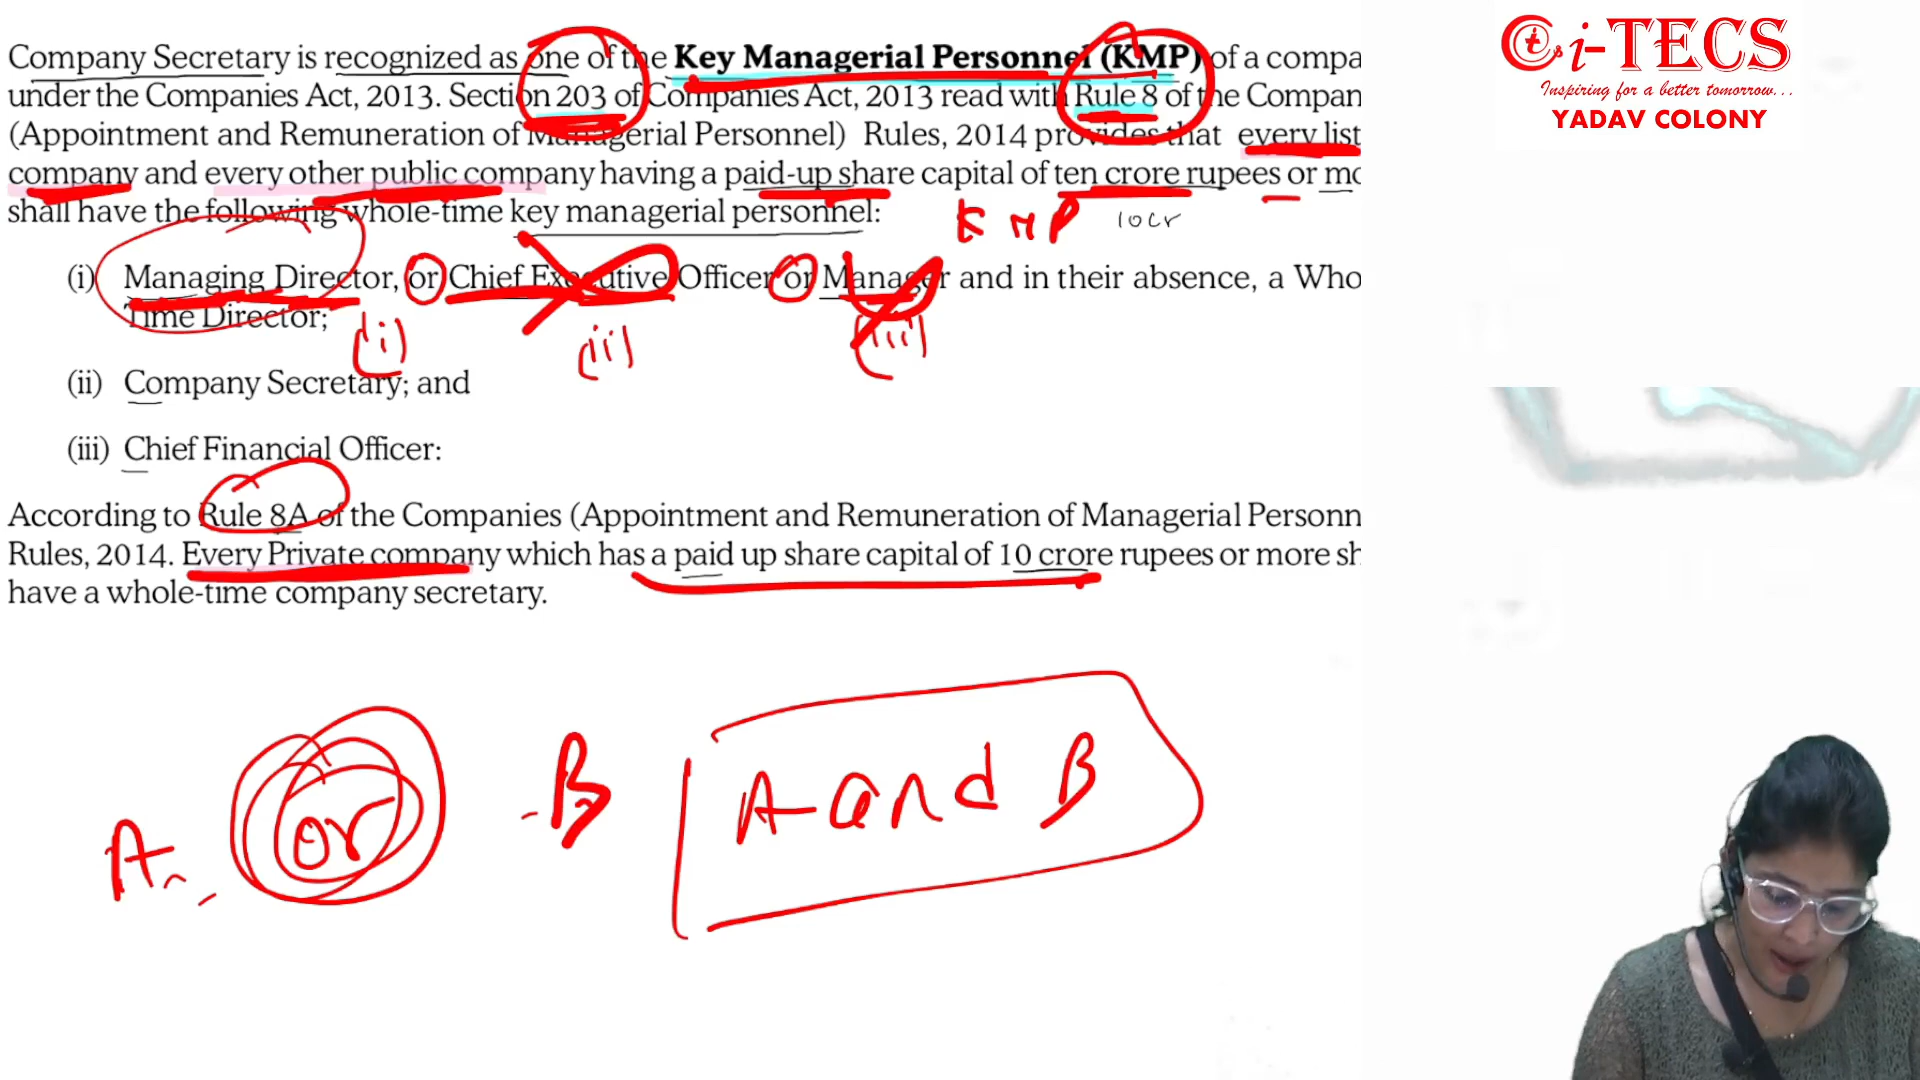 Company Secretary is recognized as one of the Key Managerial Personnel (KMP) of a compa
under the Companies Act, 2013. Section 203 of Companies Act, 2013 read with Rule 8 of the Compan
(Appointment and Remuneration of Managerial Personnel) Rules, 2014 provides that every list
company and every other public company having a paid-up share capital of ten crore rupees or mo
shall have the following whole-time key managerial personnel:
KMP 10cr
(i) Managing Director, or Chief Executive Officer or Manager and in their absence, a Who
Time Director;
(i) (ii) (iii)
(ii) Company Secretary; and
(iii) Chief Financial Officer:
According to Rule 8A of the Companies (Appointment and Remuneration of Managerial Personn
Rules, 2014. Every Private company which has a paid up share capital of 10 crore rupees or more sh
have a whole-time company secretary.
A or B
A and B
i-TECS
Inspiring for a better tomorrow...
YADAV COLONY